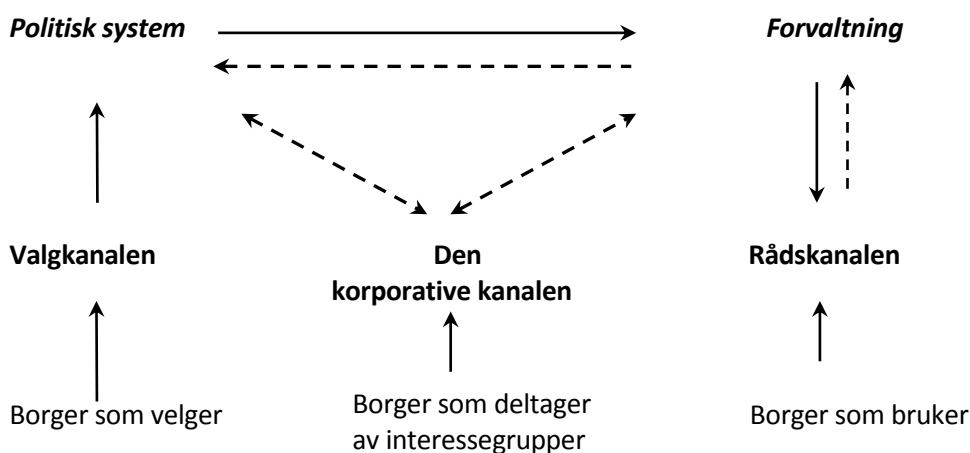 Politisk system
Forvaltning
Valgkanalen
Den
korporative kanalen
Rådskanalen
Borger som velger
Borger som deltager
av interessegrupper
Borger som bruker